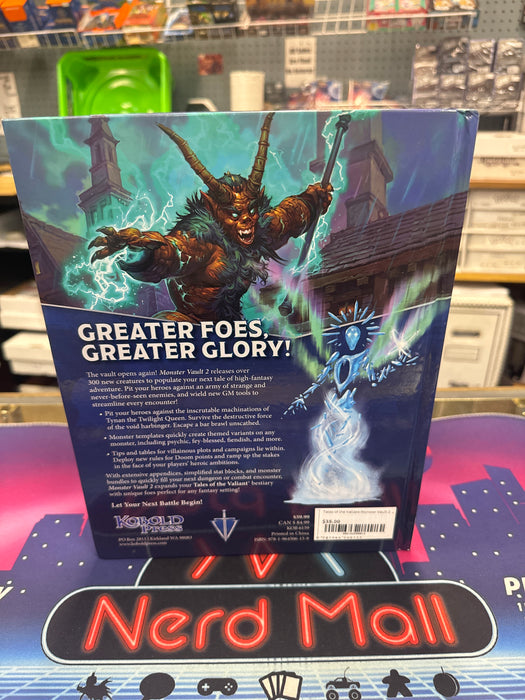 GREATER FOES,
GREATER GLORY!
The vault opens again! Monster Vault 2 releases over
300 new creatures to populate your next tale of high-fantasy
adventure. Pit your heroes against an army of strange and
never-before-seen enemies, and wield new GM tools to
streamline every encounter!
• Pit your heroes against the inscrutable machinations of
Tynan the Twilight Queen. Survive the destructive force
of the void harbinger. Escape a bar brawl unscathed.
• Monster templates quickly create themed variants on any
monster, including psychic, fey-blessed, fiendish, and more.
• Tips and tables for villainous plots and campaigns lie within.
Deploy new rules for Doom points and ramp up the stakes
in the face of your players' heroic ambitions.
With extensive appendices, simplified stat blocks, and monster
bundles to quickly fill your next dungeon or combat encounter,
Monster Vault 2 expands your Tales of the Valiant bestiary
with unique foes perfect for any fantasy setting!
Let Your Next Battle Begin!
KOBOLD
Press
Kirkland WA 98083
www.koboldpress.com
Printed in China
$39.00
Nerd Mall